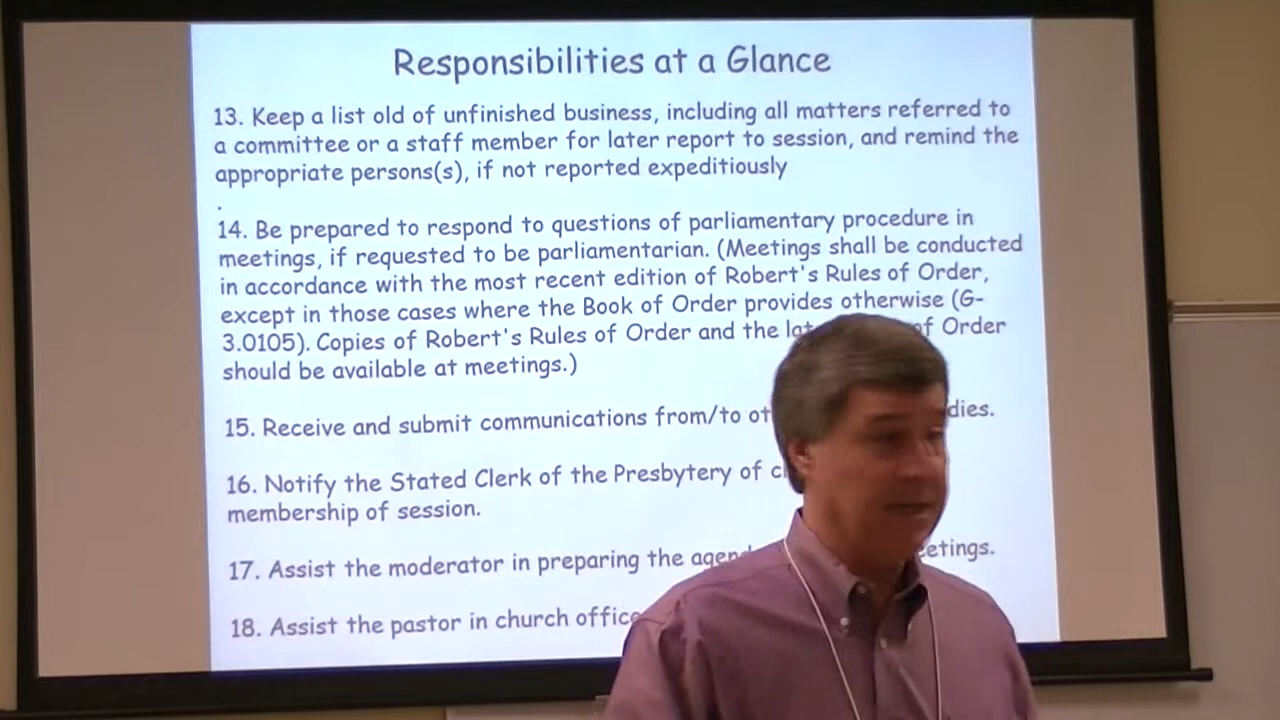 Responsibilities at a Glance
13. Keep a list old of unfinished business, including all matters referred to
a committee or a staff member for later report to session, and remind the
appropriate persons(s), if not reported expeditiously
.
14. Be prepared to respond to questions of parliamentary procedure in
meetings, if requested to be parliamentarian. (Meetings shall be conducted
in accordance with the most recent edition of Robert's Rules of Order,
except in those cases where the Book of Order provides otherwise (G-
3.0105). Copies of Robert's Rules of Order and the of Order
should be available at meetings.)
15. Receive and submit communications from/to
16. Notify the Stated Clerk of the Presbytery of
membership of session.
17. Assist the moderator in preparing the
18. Assist the pastor in church